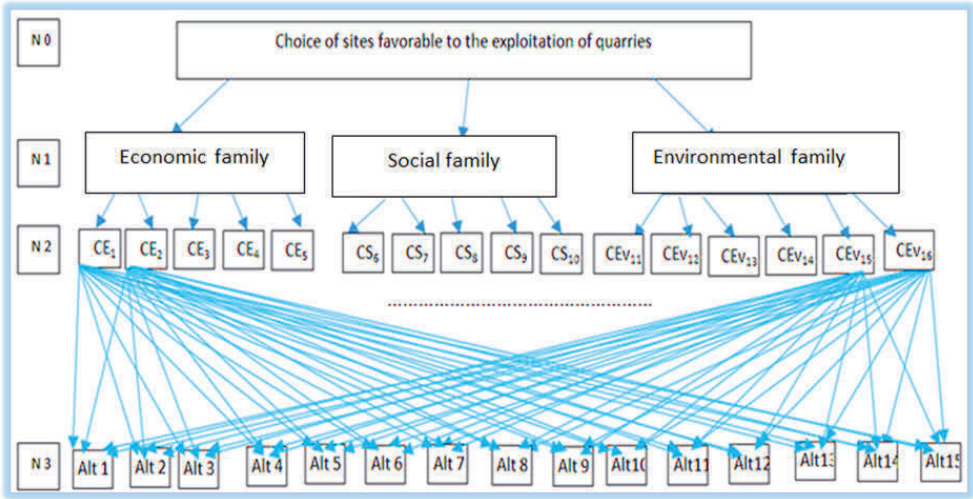 N 0
Choice of sites favorable to the exploitation of quarries
N 1
Economic family
Social family
Environmental family
N 2
CE₁
CE₂
CE₃
CE₄
CE₅
CS₆
CS₇
CS₈
CS₉
CS₁₀
CEv₁₁
CEv₁₂
CEv₁₃
CEv₁₄
CEv₁₅
CEv₁₆
N 3
Alt 1
Alt 2
Alt 3
Alt 4
Alt 5
Alt 6
Alt 7
Alt 8
Alt 9
Alt10
Alt11
Alt12
Alt13
Alt14
Alt15